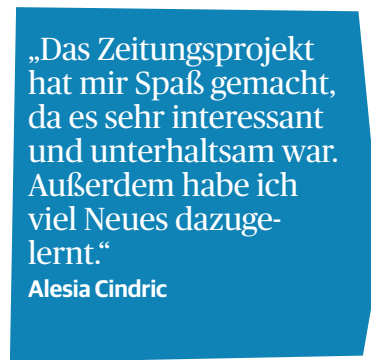 „Das Zeitungsprojekt
hat mir Spaß gemacht,
da es sehr interessant
und unterhaltsam war.
Außerdem habe ich
viel Neues dazuge-
lernt.“
Alesia Cindric